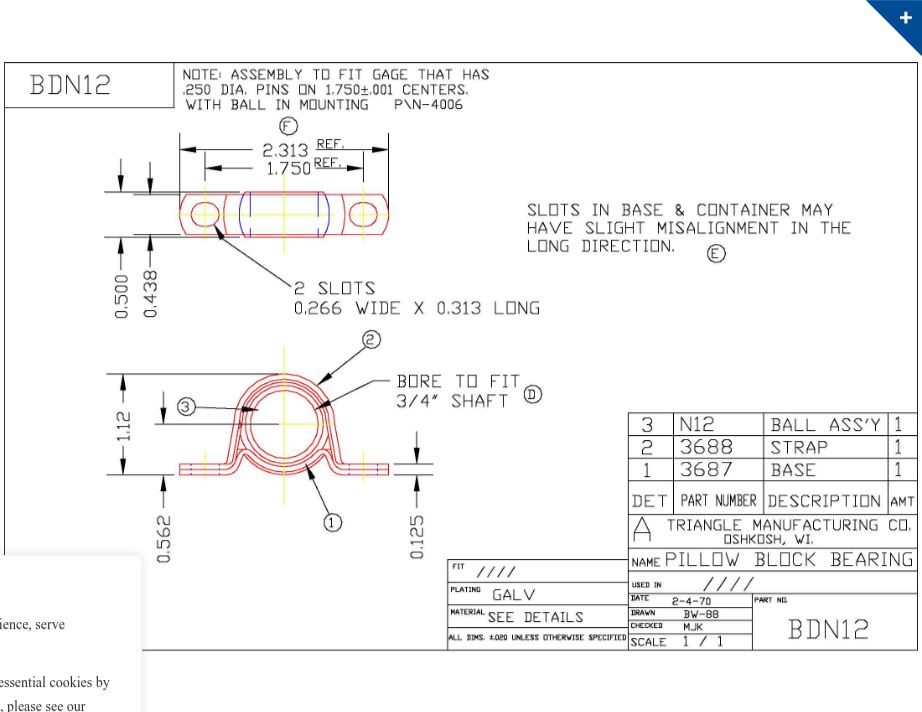 +
BDN12
NOTE: ASSEMBLY TO FIT GAGE THAT HAS
.250 DIA. PINS ON 1.750±.001 CENTERS.
WITH BALL IN MOUNTING P\N-4006
F
2.313 REF.
1.750 REF.
SLOTS IN BASE & CONTAINER MAY
HAVE SLIGHT MISALIGNMENT IN THE
LONG DIRECTION.
E
0.500
0.438
2 SLOTS
0.266 WIDE X 0.313 LONG
2
BORE TO FIT
3/4" SHAFT
D
3
1.12
1
0.562
0.125
3 N12 BALL ASS'Y 1
2 3688 STRAP 1
1 3687 BASE 1
DET PART NUMBER DESCRIPTION AMT
A TRIANGLE MANUFACTURING CO.
OSHKOSH, WI.
NAME PILLOW BLOCK BEARING
FIT ////
USED IN ////
PLATING GALV
DATE 2-4-70
PART NO.
MATERIAL SEE DETAILS
DRAWN BW-88
CHECKED MJK
BDN12
ALL DIMS. ±.020 UNLESS OTHERWISE SPECIFIED
SCALE 1 / 1
ience, serve
essential cookies by
, please see our